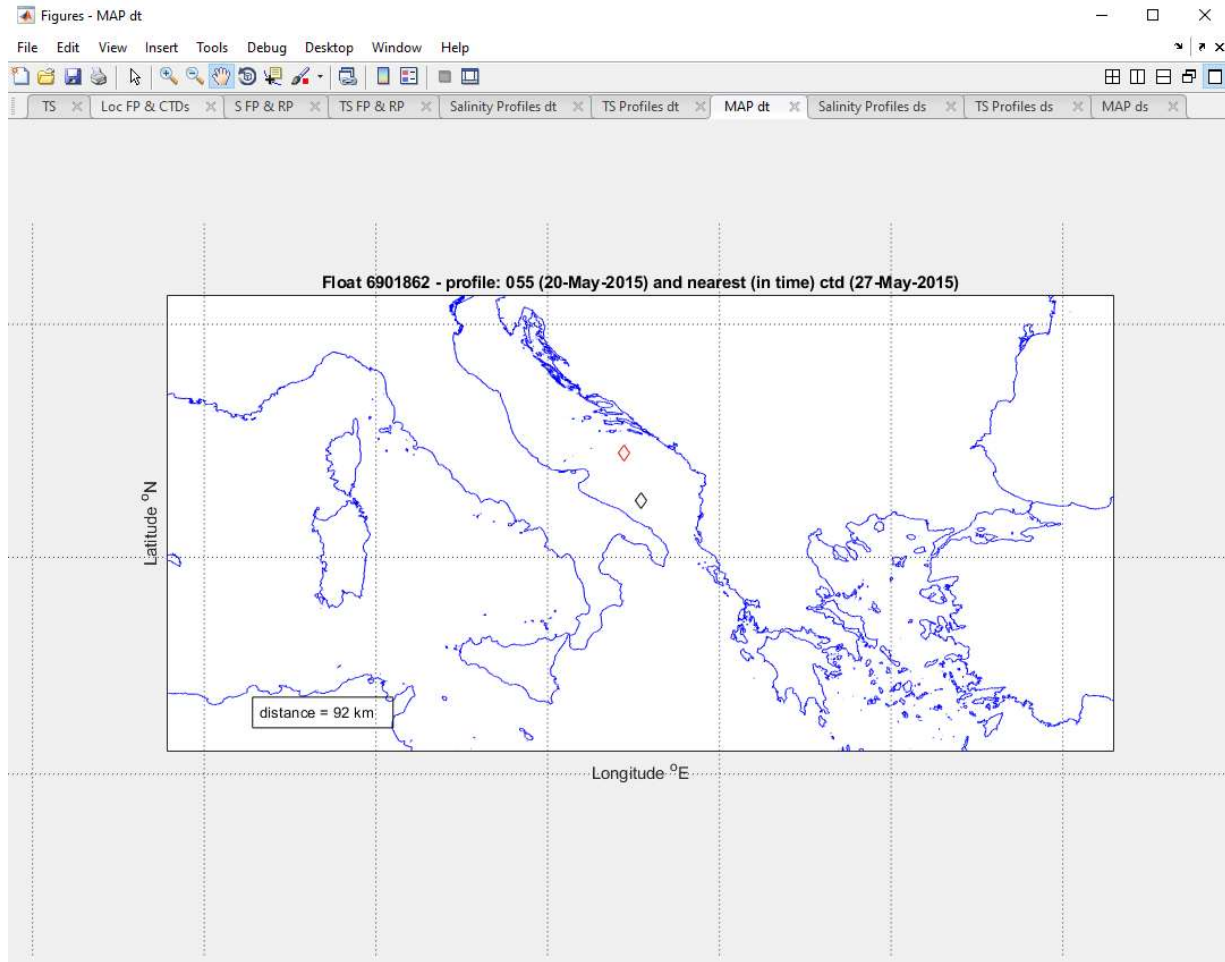 Figures - MAP dt
File Edit View Insert Tools Debug Desktop Window Help
TS Loc FP & CTDs S FP & RP TS FP & RP Salinity Profiles dt TS Profiles dt MAP dt Salinity Profiles ds TS Profiles ds MAP ds
Float 6901862 - profile: 055 (20-May-2015) and nearest (in time) ctd (27-May-2015)
Latitude °N
distance = 92 km
Longitude °E